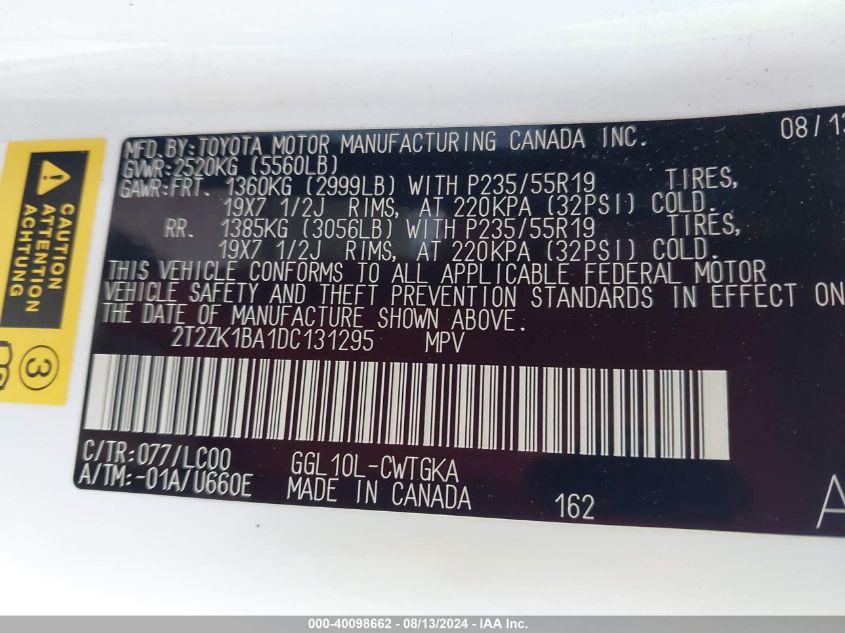 MFD.BY:TOYOTA MOTOR MANUFACTURING CANADA INC. 08/13
GVWR:2520KG (5560LB)
GAWR:FRT. 1360KG (2999LB) WITH P235/55R19 TIRES,
19X7 1/2J RIMS, AT 220KPA (32PSI) COLD.
RR. 1385KG (3056LB) WITH P235/55R19 TIRES,
19X7 1/2J RIMS, AT 220KPA (32PSI) COLD.
THIS VEHICLE CONFORMS TO ALL APPLICABLE FEDERAL MOTOR
VEHICLE SAFETY AND THEFT PREVENTION STANDARDS IN EFFECT ON
THE DATE OF MANUFACTURE SHOWN ABOVE.
2T2ZK1BA1DC131295 MPV
C/TR:077/LC00 GGL10L-CWTGKA
A/TM:-01A/U660E MADE IN CANADA 162
A
CAUTION
ATTENTION
ACHTUNG
3
000-40098662 - 08/13/2024 - IAAI.com